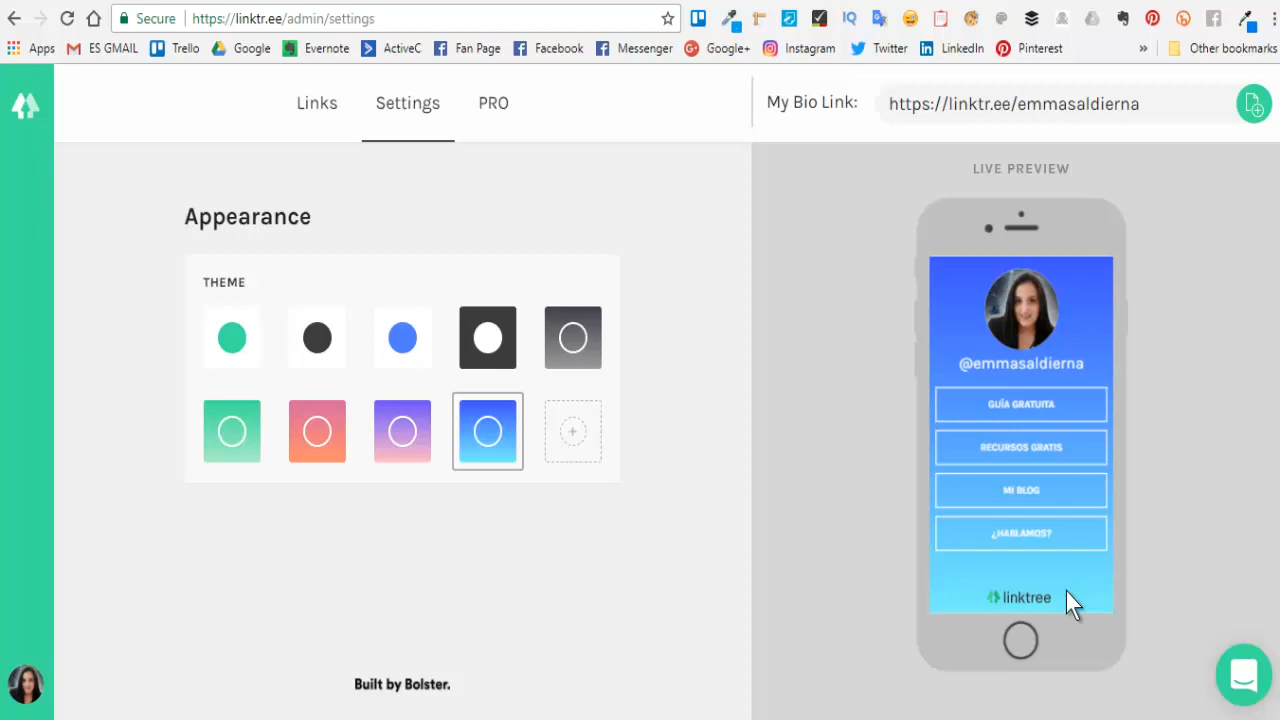 Secure
https://linktr.ee/admin/settings
Apps ES GMAIL Trello Google Evernote ActiveC Fan Page Facebook Messenger Google+ Instagram Twitter LinkedIn Pinterest » Other bookmarks
Links Settings PRO
My Bio Link: https://linktr.ee/emmasaldierna
LIVE PREVIEW
Appearance
THEME
@emmasaldierna
GUÍA GRATUITA
RECURSOS GRATIS
MI BLOG
¿HABLAMOS?
linktree
Built by Bolster.